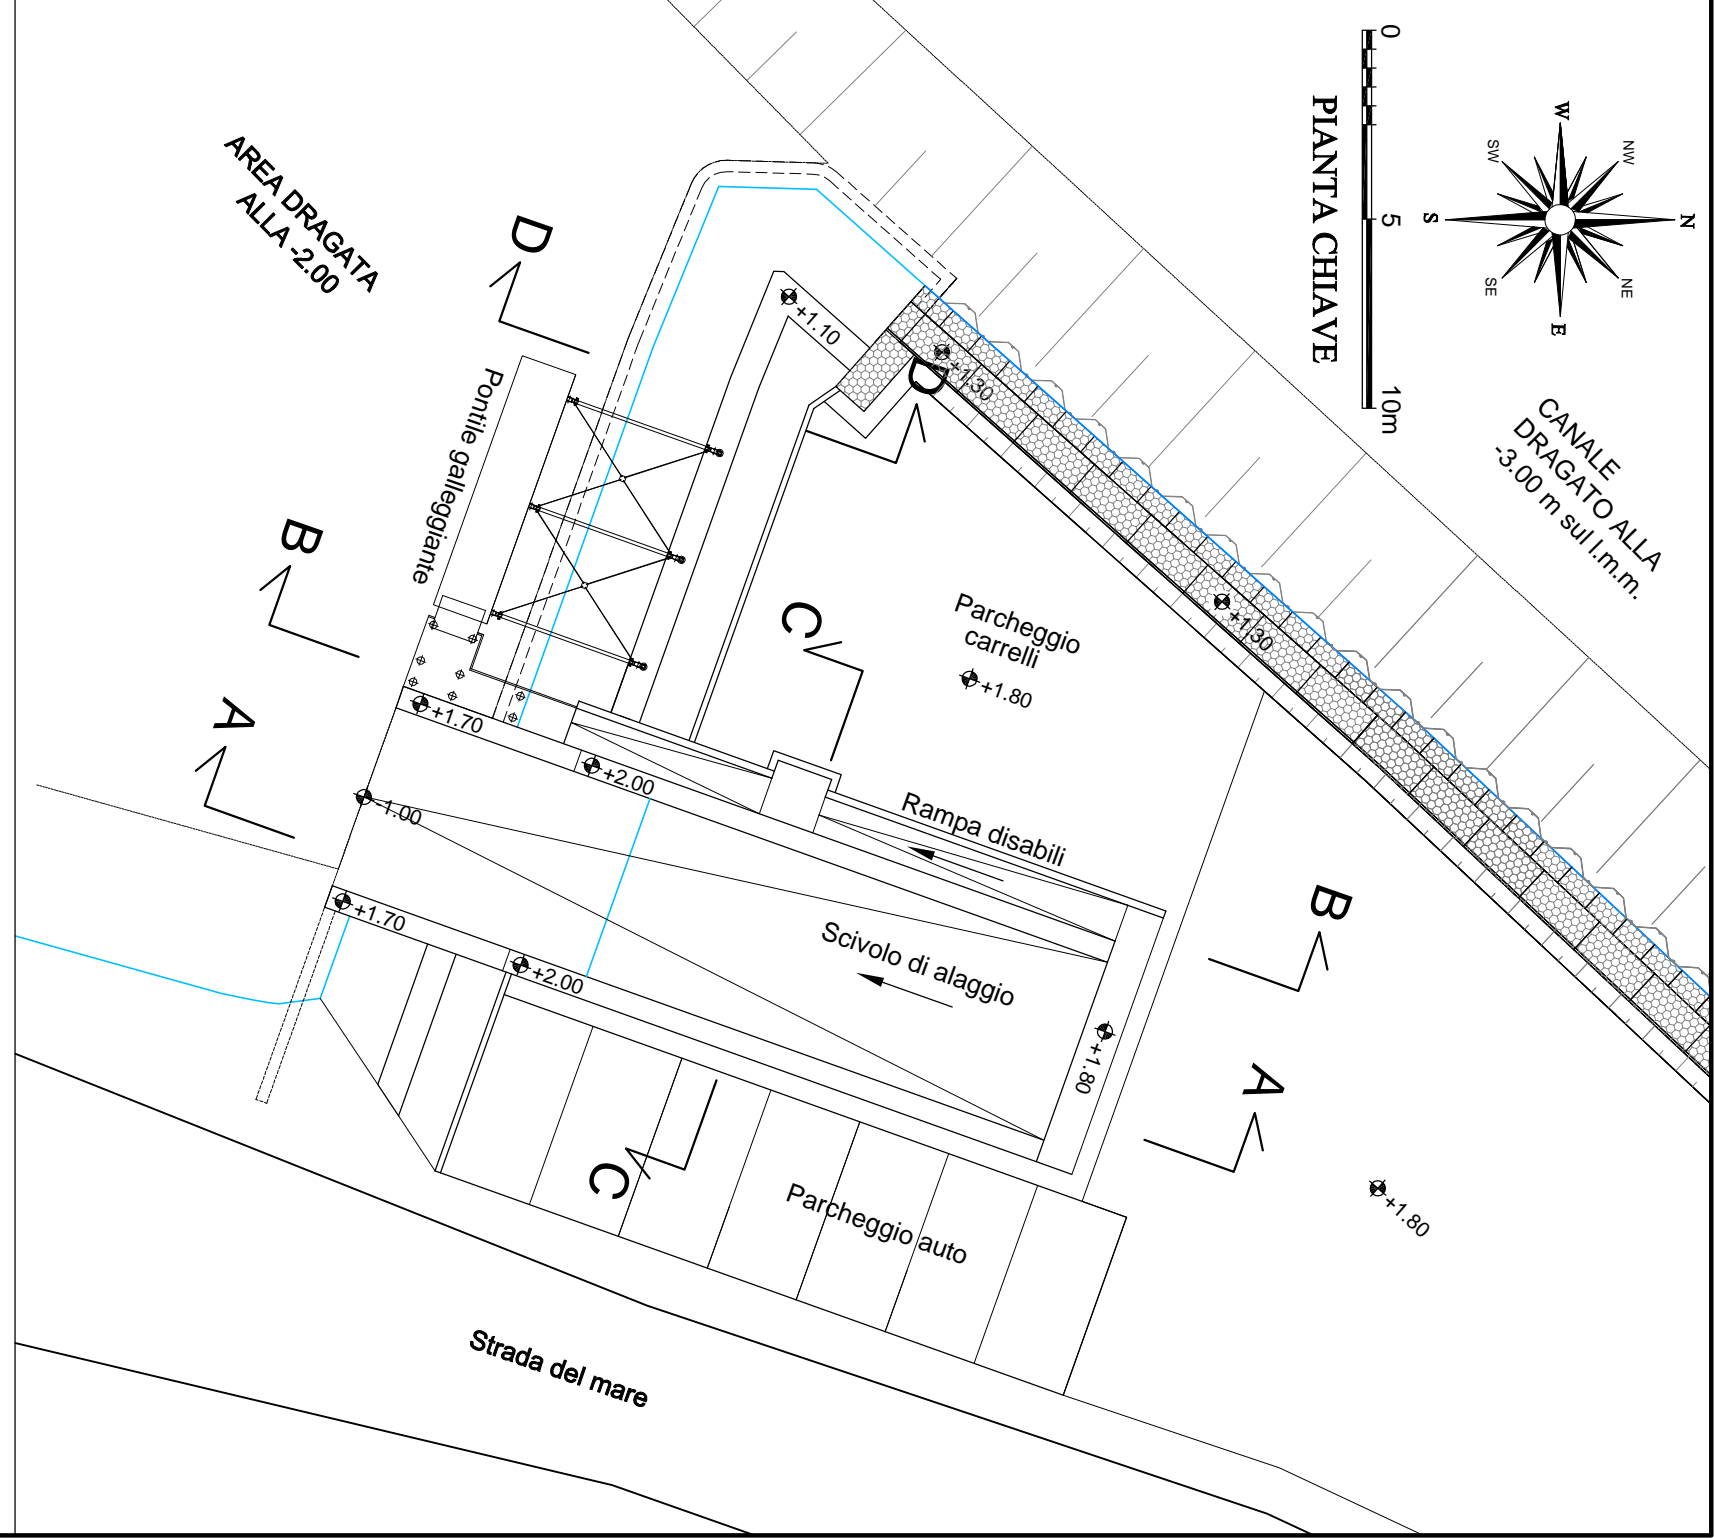 0
5
10m
PIANTA CHIAVE
W
NW
N
NE
E
SE
S
SW
CANALE
DRAGATO ALLA
-3.00 m sul l.m.m.
AREA DRAGATA
ALLA -2.00
D
D
+1.10
+1.30
+1.30
Pontile galleggiante
B
C
Parcheggio
carrelli
+1.80
A
+1.70
+2.00
-1.00
Rampa disabili
B
+1.70
+2.00
Scivolo di alaggio
+1.80
A
C
Parcheggio auto
+1.80
Strada del mare